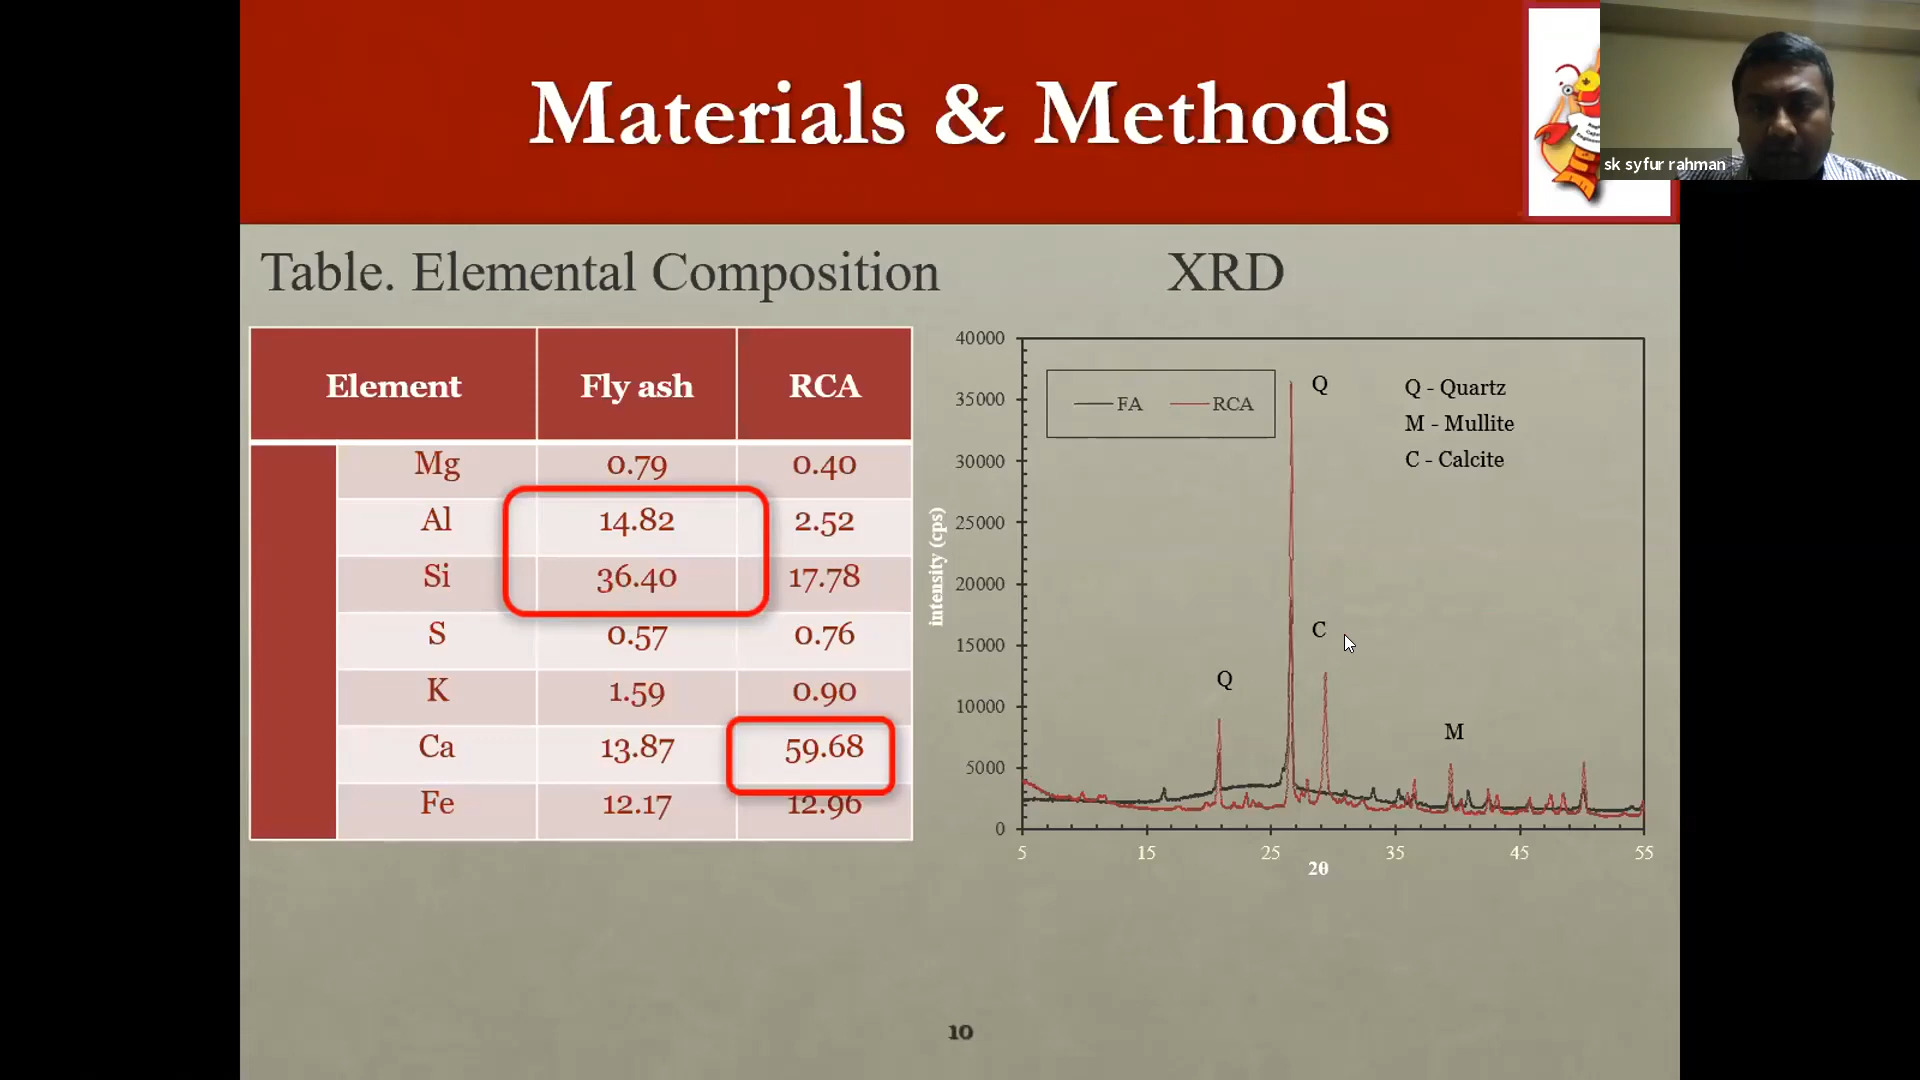 Materials & Methods
sk syfur rahman
Table. Elemental Composition
XRD
Element Fly ash RCA
Mg 0.79 0.40
Al 14.82 2.52
Si 36.40 17.78
S 0.57 0.76
K 1.59 0.90
Ca 13.87 59.68
Fe 12.17 12.96
40000
35000
30000
25000
20000
15000
10000
5000
0
intensity (cps)
FA RCA
Q
Q - Quartz
M - Mullite
C - Calcite
C
Q
M
5 15 25 35 45 55
2θ
10